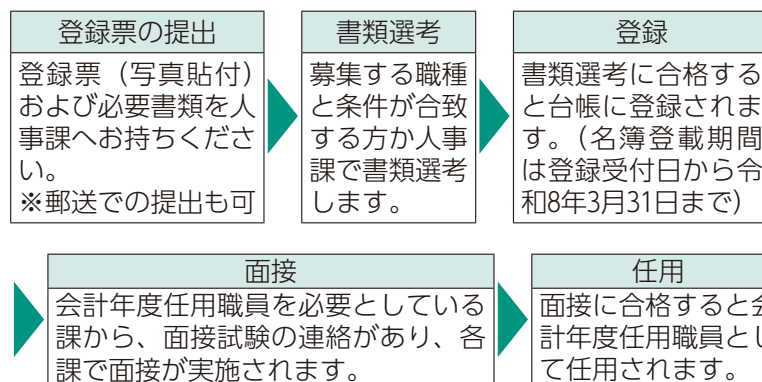 登録票の提出
登録票（写真貼付）
および必要書類を人
事課へお持ちくださ
い。
※郵送での提出も可
書類選考
募集する職種
と条件が合致
する方か人事
課で書類選考
します。
登録
書類選考に合格する
と台帳に登録されま
す。（名簿登載期間
は登録受付日から令
和8年3月31日まで）
面接
会計年度任用職員を必要としている
課から、面接試験の連絡があり、各
課で面接が実施されます。
任用
面接に合格すると会
計年度任用職員とし
て任用されます。